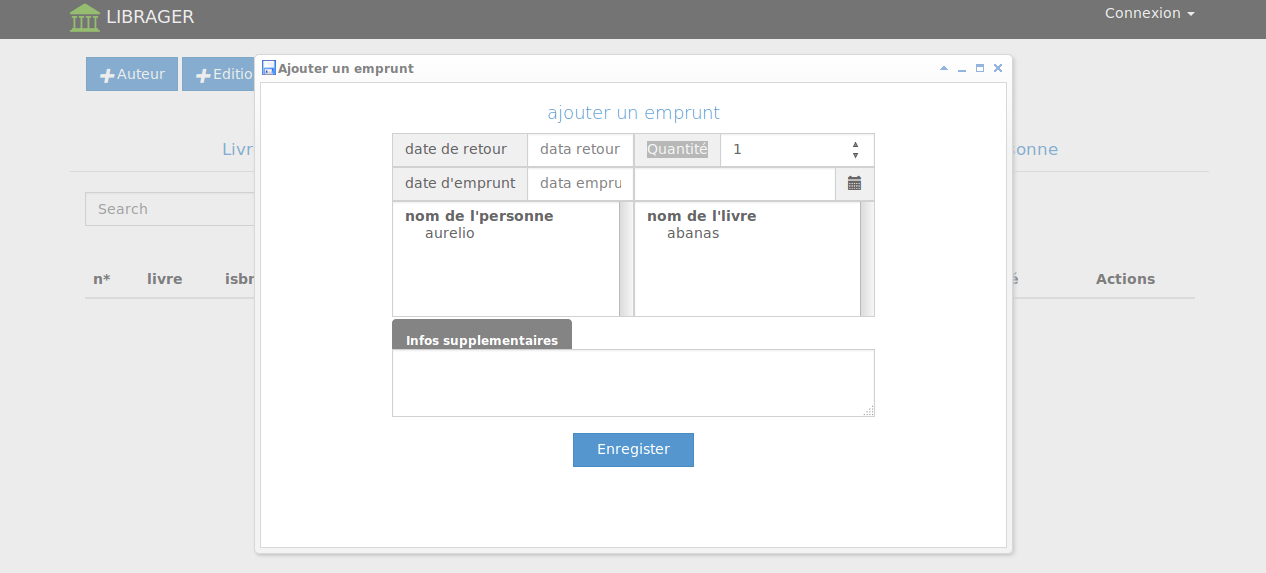 LIBRAGER
Connexion
Auteur
Editio
Ajouter un emprunt
ajouter un emprunt
Livr
onne
date de retour data retour Quantité 1
date d'emprunt data empru
Search
nom de l'personne
aurelio
nom de l'livre
abanas
n* livre isbn é Actions
Infos supplementaires
Enregister